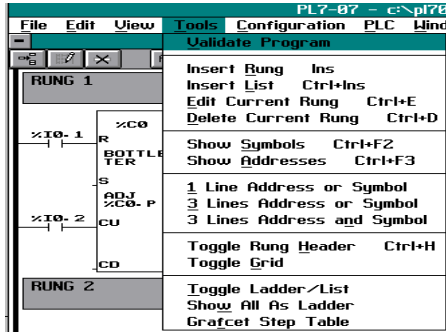 PL7-07 - c:\pl70
File Edit View Tools Configuration PLC Wind
Validate Program
Insert Rung Ins
Insert List Ctrl+Ins
Edit Current Rung Ctrl+E
Delete Current Rung Ctrl+D
Show Symbols Ctrl+F2
Show Addresses Ctrl+F3
1 Line Address or Symbol
3 Lines Address or Symbol
3 Lines Address and Symbol
Toggle Rung Header Ctrl+H
Toggle Grid
Toggle Ladder/List
Show All As Ladder
Grafcet Step Table
RUNG 1
%C0
%I0.1
R
BOTTLE
TER
S
ADJ
%C0.P
%I0.2
CU
CD
RUNG 2